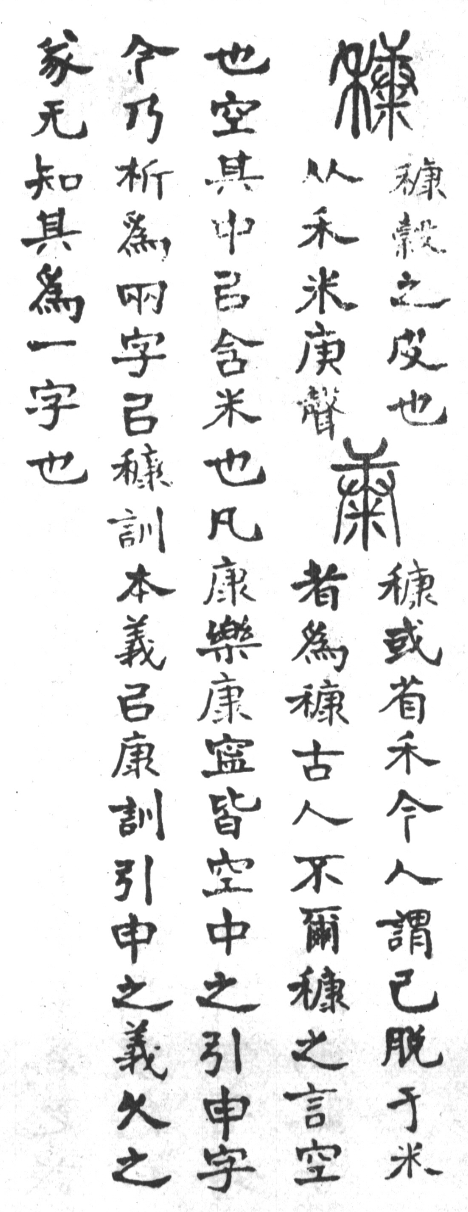 穅
穅穀之皮也
从禾米庚聲
康
穅或省禾今人謂已脫于米
者爲穅古人不爾穅之言空
也空其中㠯含米也凡康樂康寍皆空中之引申字
今乃析爲兩字㠯穅訓本義㠯康訓引申之義久之
㒸无知其爲一字也